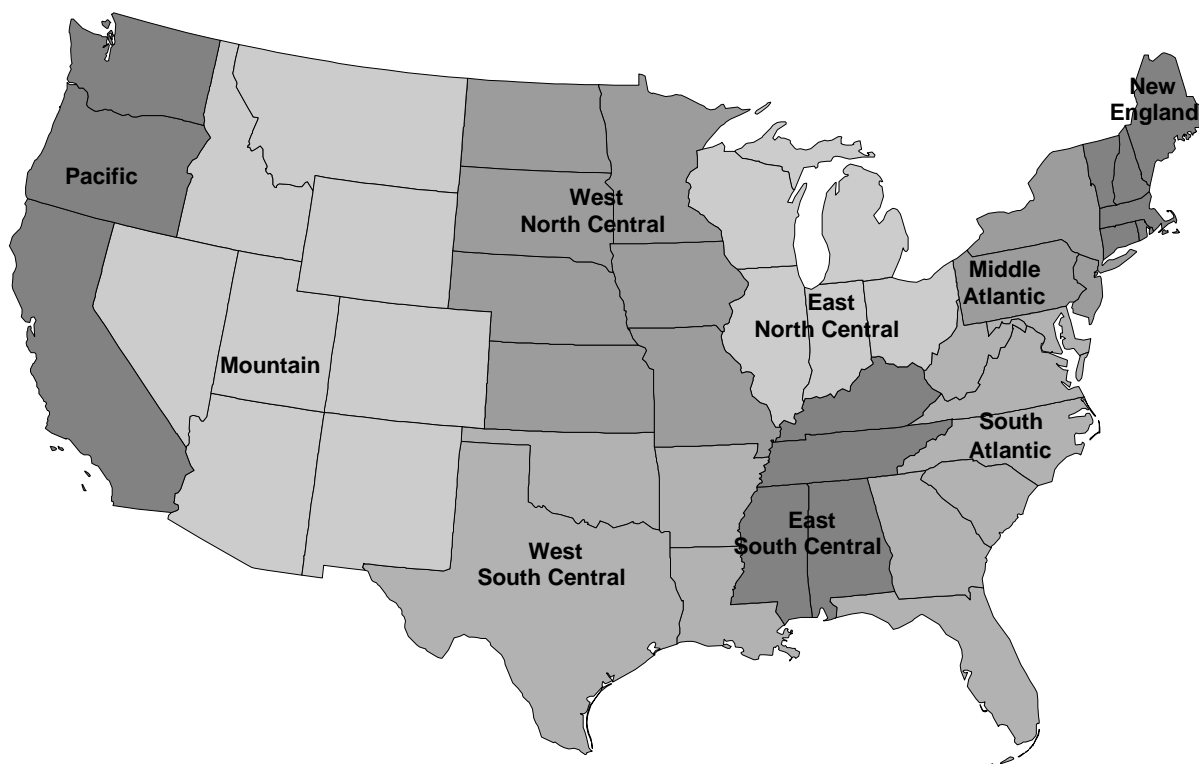 New
England
Pacific
West
North Central
Middle
Atlantic
East
North Central
Mountain
South
Atlantic
East
South Central
West
South Central